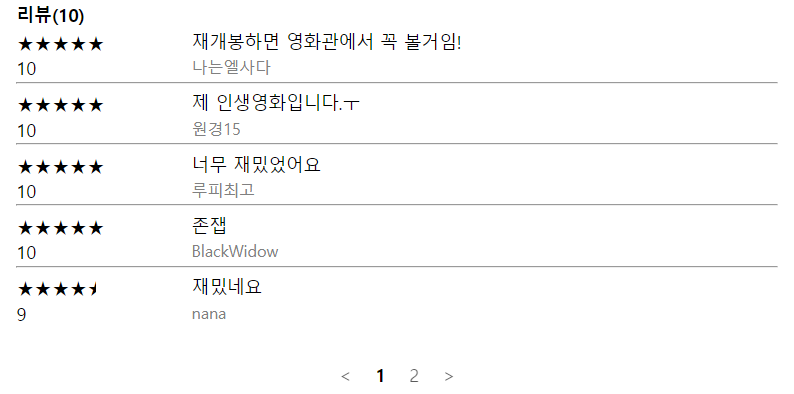 리뷰(10)
★★★★★ 재개봉하면 영화관에서 꼭 볼거임!
10 나는엘사다
★★★★★ 제 인생영화입니다.ㅜ
10 원경15
★★★★★ 너무 재밌었어요
10 루피최고
★★★★★ 존잽
10 BlackWidow
★★★★⯨ 재밌네요
9 nana
< 1 2 >